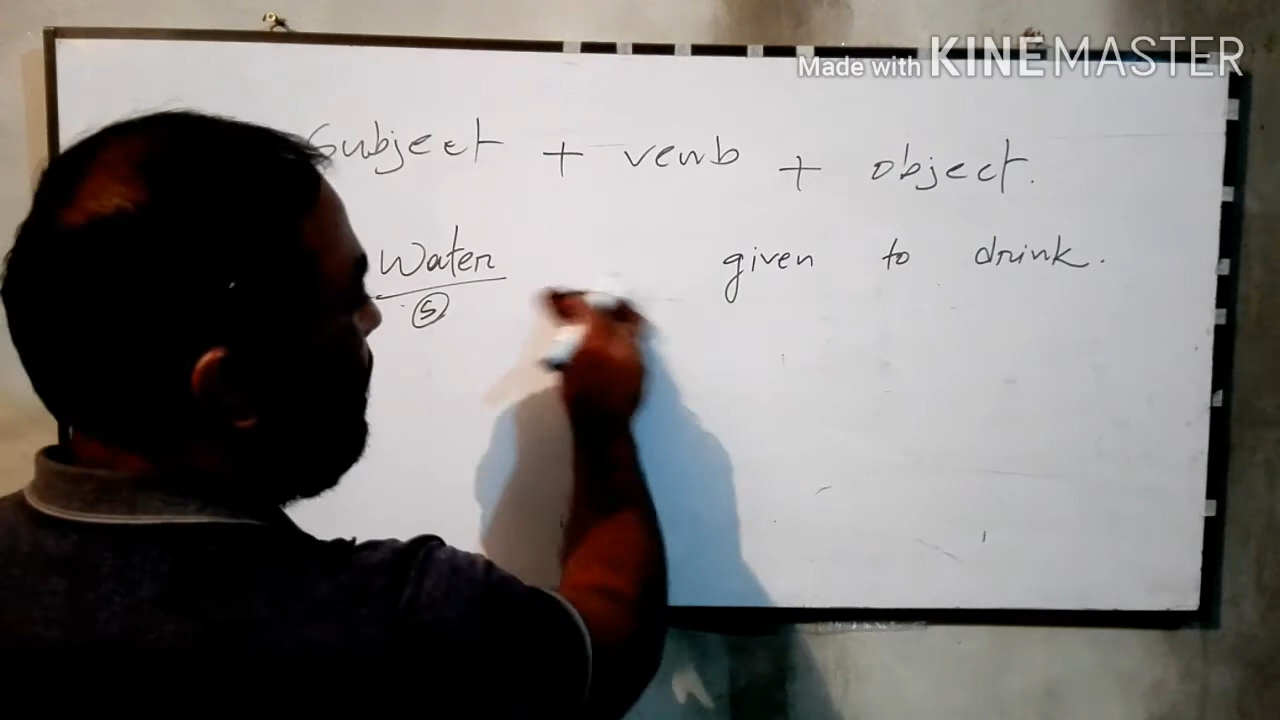 Made with KINEMASTER
Subject + verb + object.
Water given to drink.
S